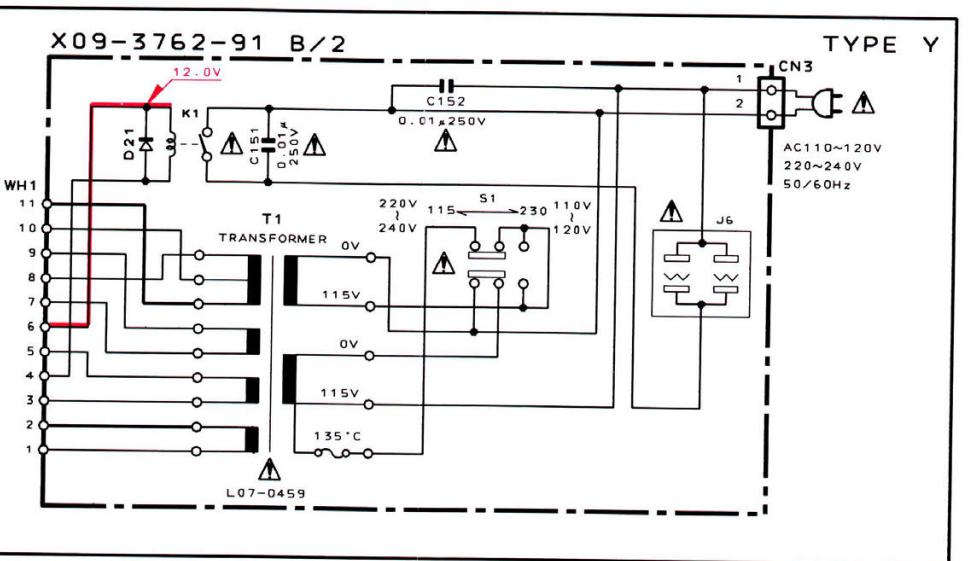 X09-3762-91 B/2
TYPE Y
12.0V
CN3
1
2
C152
0.01µ250V
K1
D21
C151
0.01µ
250V
AC110~120V
220~240V
50/60Hz
WH1
11
10
9
8
7
6
5
4
3
2
1
T1
TRANSFORMER
0V
115V
0V
115V
135°C
L07-0459
S1
220V
~
240V
115
230
110V
~
120V
J6